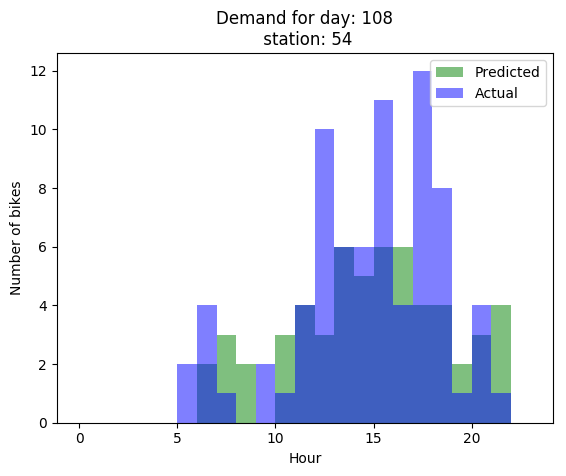 Demand for day: 108
station: 54
Predicted
Actual
12
10
8
6
4
2
0
Number of bikes
0 5 10 15 20
Hour